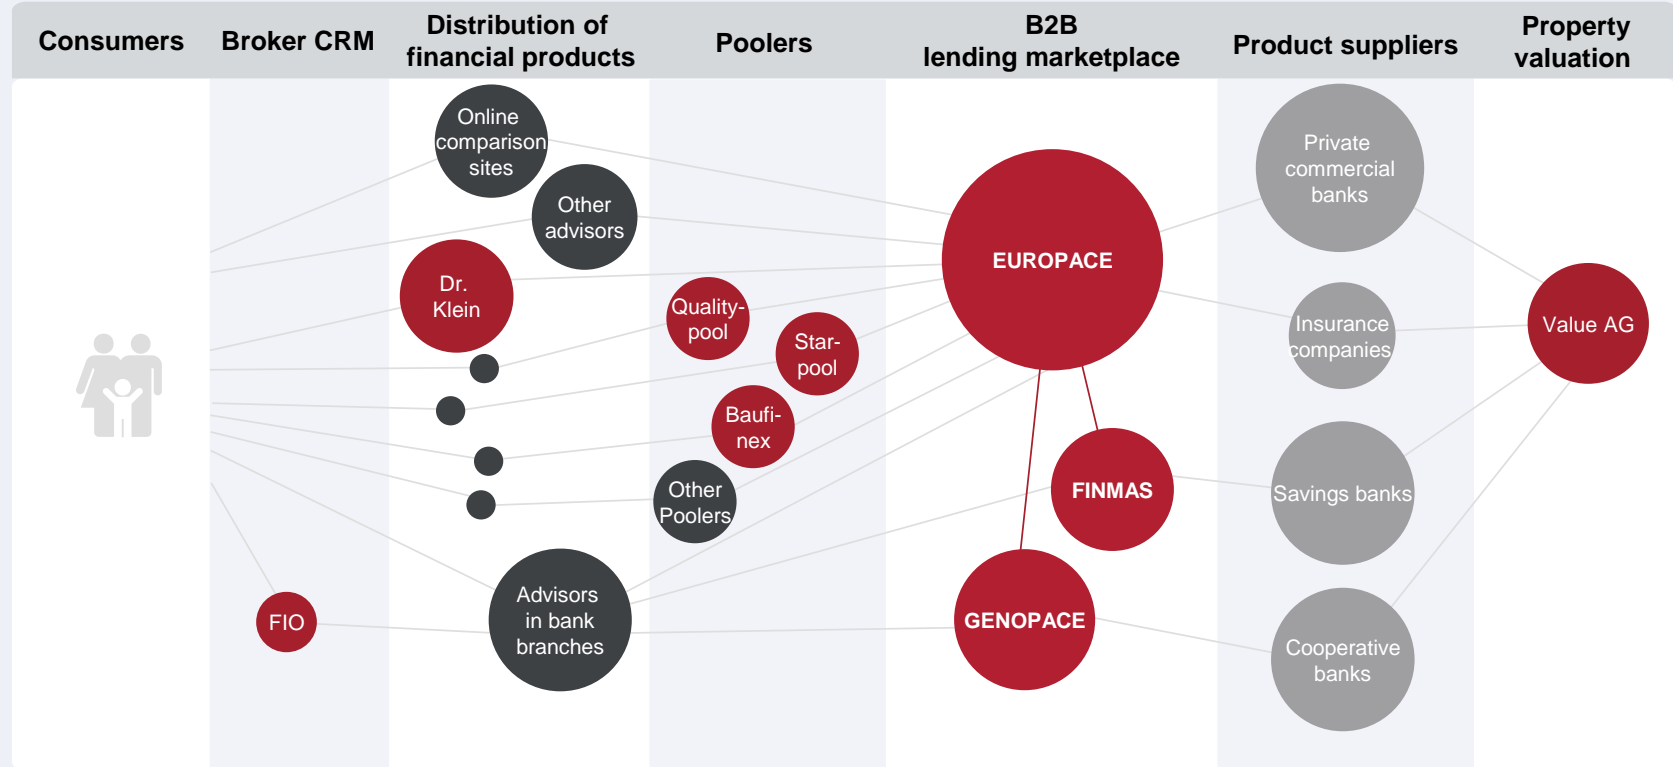 Consumers
Broker CRM
Distribution of
financial products
Poolers
B2B
lending marketplace
Product suppliers
Property
valuation
Online
comparison
sites
Other
advisors
Dr.
Klein
Quality-
pool
Star-
pool
Baufi-
nex
Other
Poolers
FIO
Advisors
in bank
branches
EUROPACE
FINMAS
GENOPACE
Private
commercial
banks
Insurance
companies
Savings banks
Cooperative
banks
Value AG